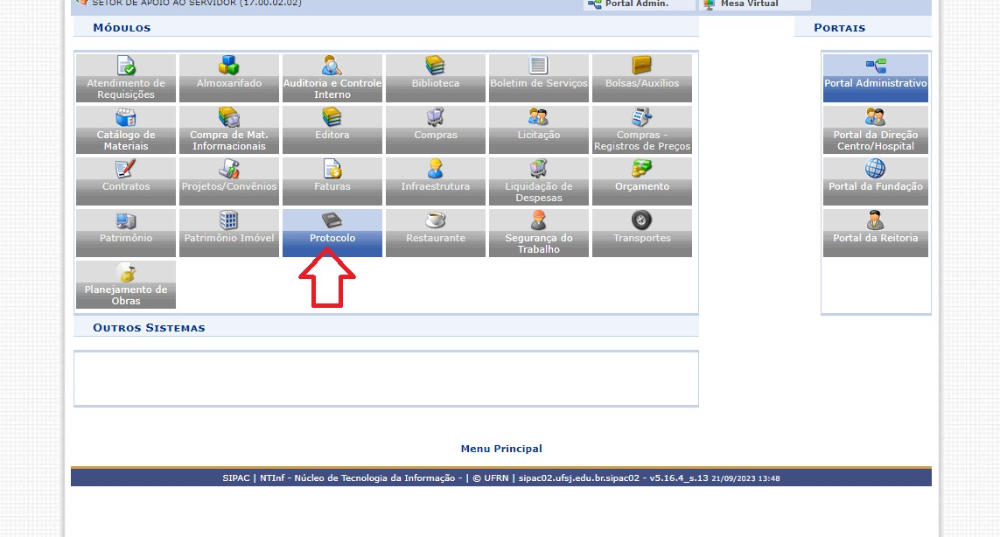 SETOR DE APOIO AO SERVIDOR (17.00.02.02)
Portal Admin.
Mesa Virtual
MÓDULOS
PORTAIS
Atendimento de
Requisições
Almoxarifado
Auditoria e Controle
Interno
Biblioteca
Boletim de Serviços
Bolsas/Auxílios
Portal Administrativo
Catálogo de
Materiais
Compra de Mat.
Informacionais
Editora
Compras
Licitação
Compras -
Registros de Preços
Portal da Direção
Centro/Hospital
Contratos
Projetos/Convênios
Faturas
Infraestrutura
Liquidação de
Despesas
Orçamento
Portal da Fundação
Patrimônio
Patrimônio Imóvel
Protocolo
Restaurante
Segurança do
Trabalho
Transportes
Portal da Reitoria
Planejamento de
Obras
OUTROS SISTEMAS
Menu Principal
SIPAC | NTInf - Núcleo de Tecnologia da Informação - | © UFRN | sipac02.ufsj.edu.br.sipac02 - v5.16.4_s.13 21/09/2023 13:48